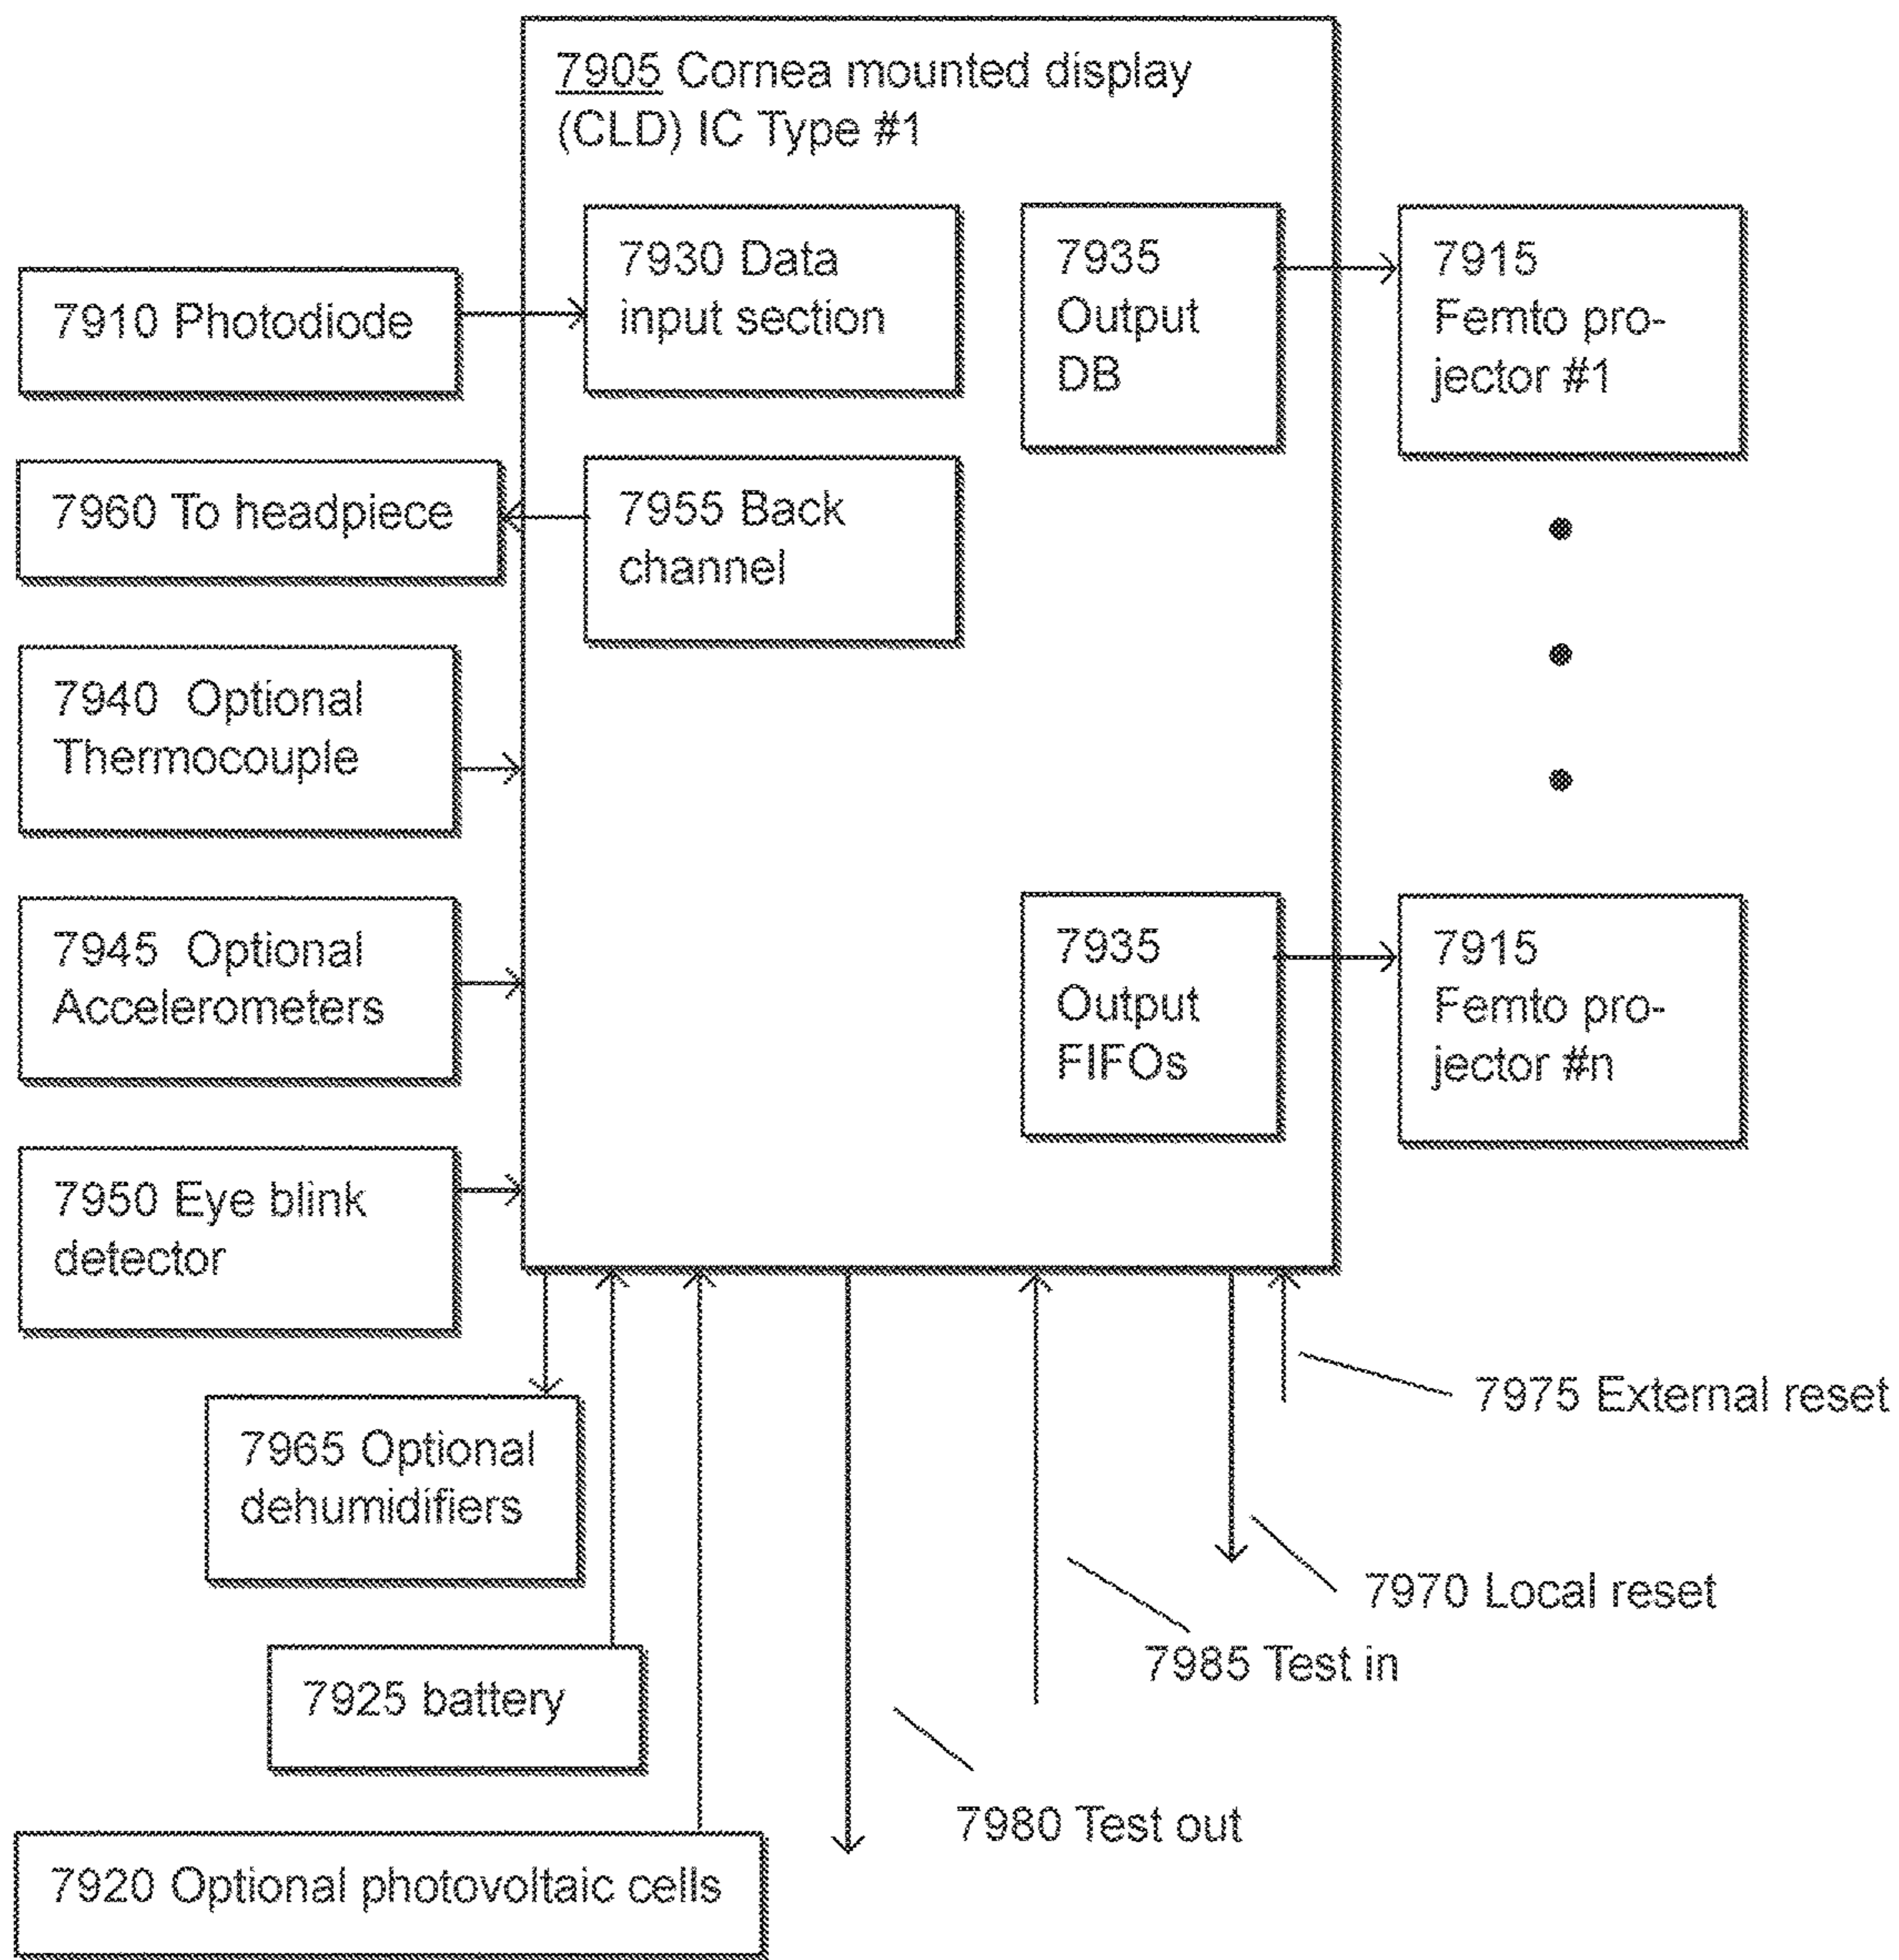 7905 Cornea mounted display
(CLD) IC Type #1
7910 Photodiode
7930 Data
input section
7935
Output
DB
7915
Femto pro-
jector #1
7960 To headpiece
7955 Back
channel
7940 Optional
Thermocouple
7945 Optional
Accelerometers
7935
Output
FIFOs
7915
Femto pro-
jector #n
7950 Eye blink
detector
7965 Optional
dehumidifiers
7975 External reset
7970 Local reset
7985 Test in
7925 battery
7980 Test out
7920 Optional photovoltaic cells